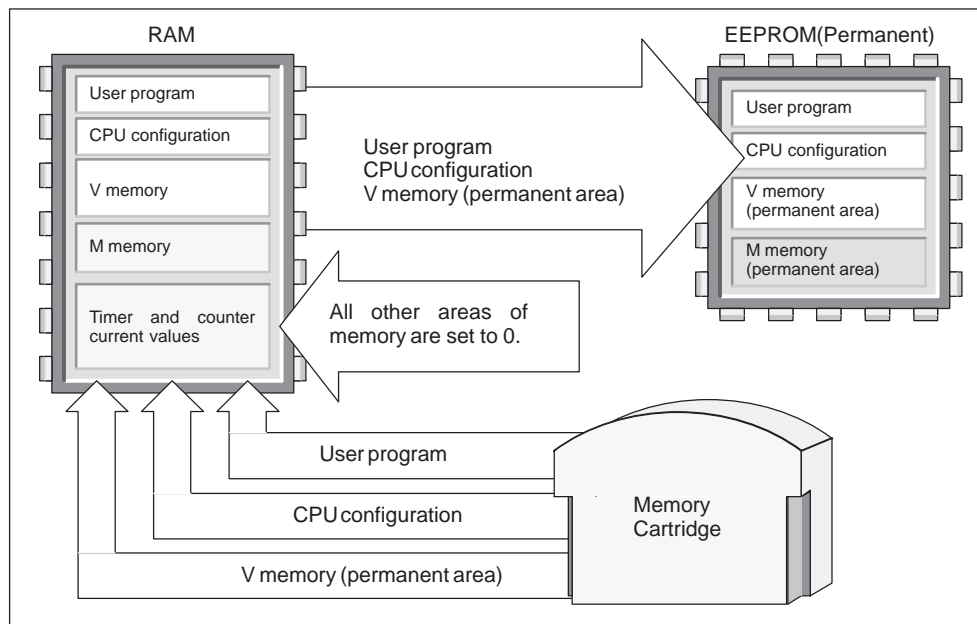 RAM
EEPROM(Permanent)
User program
CPU configuration
V memory
M memory
Timer and counter
current values
User program
CPU configuration
V memory (permanent area)
User program
CPU configuration
V memory
(permanent area)
M memory
(permanent area)
All other areas of
memory are set to 0.
User program
CPU configuration
V memory (permanent area)
Memory
Cartridge